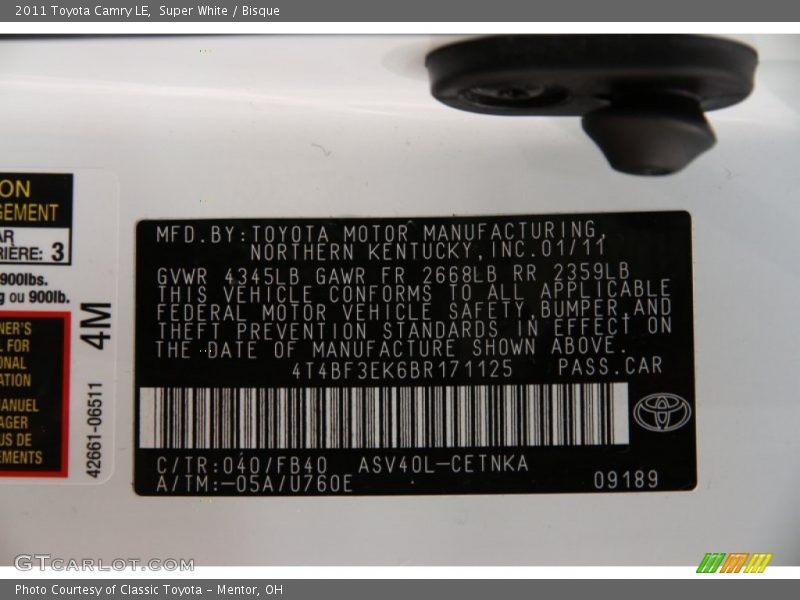 2011 Toyota Camry LE, Super White / Bisque
ON
GEMENT
AR
RIÈRE: 3
900lbs.
g ou 900lb.
NER'S
L FOR
ONAL
ATION
ANUEL
AGER
US DE
EMENTS
4M
42661-06511
MFD.BY:TOYOTA MOTOR MANUFACTURING,
NORTHERN KENTUCKY,INC.01/11
GVWR 4345LB GAWR FR 2668LB RR 2359LB
THIS VEHICLE CONFORMS TO ALL APPLICABLE
FEDERAL MOTOR VEHICLE SAFETY,BUMPER,AND
THEFT PREVENTION STANDARDS IN EFFECT ON
THE DATE OF MANUFACTURE SHOWN ABOVE.
4T4BF3EK6BR171125 PASS.CAR
C/TR:040/FB40 ASV40L-CETNKA
A/TM:-05A/U760E 09189
GTCARLOT.COM
Photo Courtesy of Classic Toyota - Mentor, OH